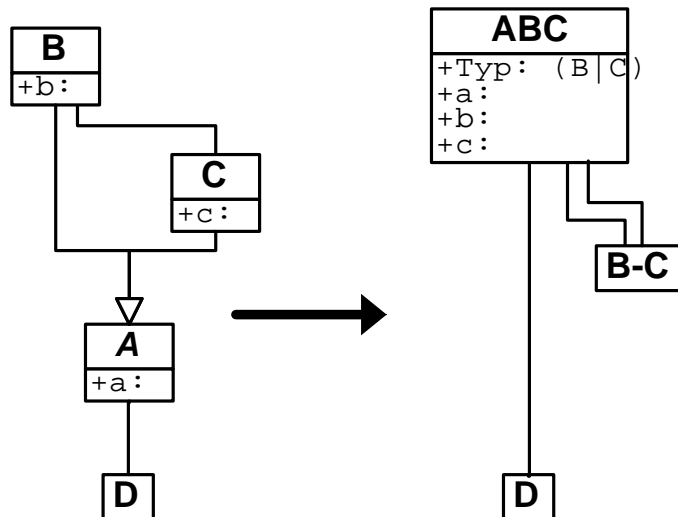 B
+b:
C
+c:
A
+a:
D
ABC
+Typ: (B|C)
+a:
+b:
+c:
B-C
D